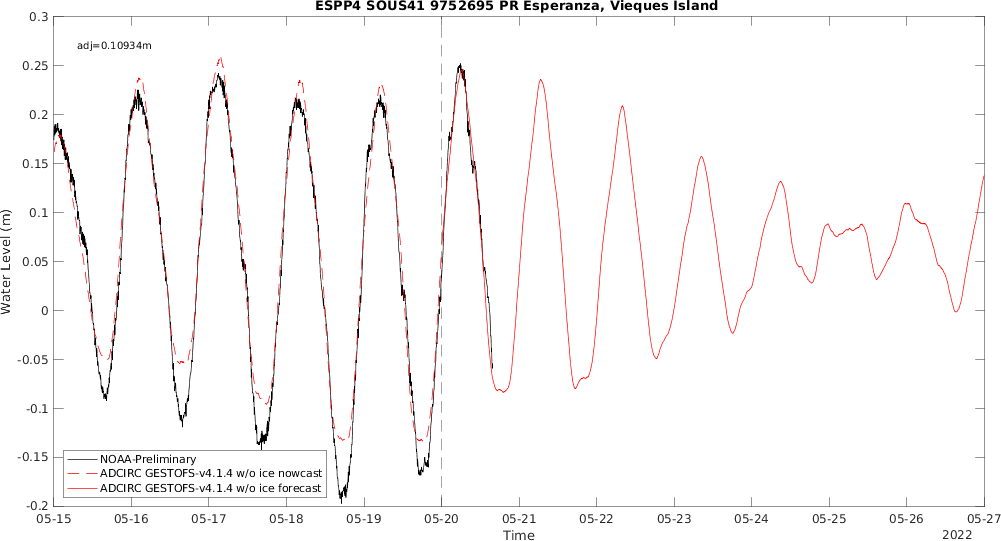 ESPP4 SOUS41 9752695 PR Esperanza, Vieques Island
adj=0.10934m
0.3
0.25
0.2
0.15
0.1
0.05
0
-0.05
-0.1
-0.15
-0.2
Water Level (m)
NOAA-Preliminary
ADCIRC GESTOFS-v4.1.4 w/o ice nowcast
ADCIRC GESTOFS-v4.1.4 w/o ice forecast
05-15 05-16 05-17 05-18 05-19 05-20 05-21 05-22 05-23 05-24 05-25 05-26 05-27
Time
2022